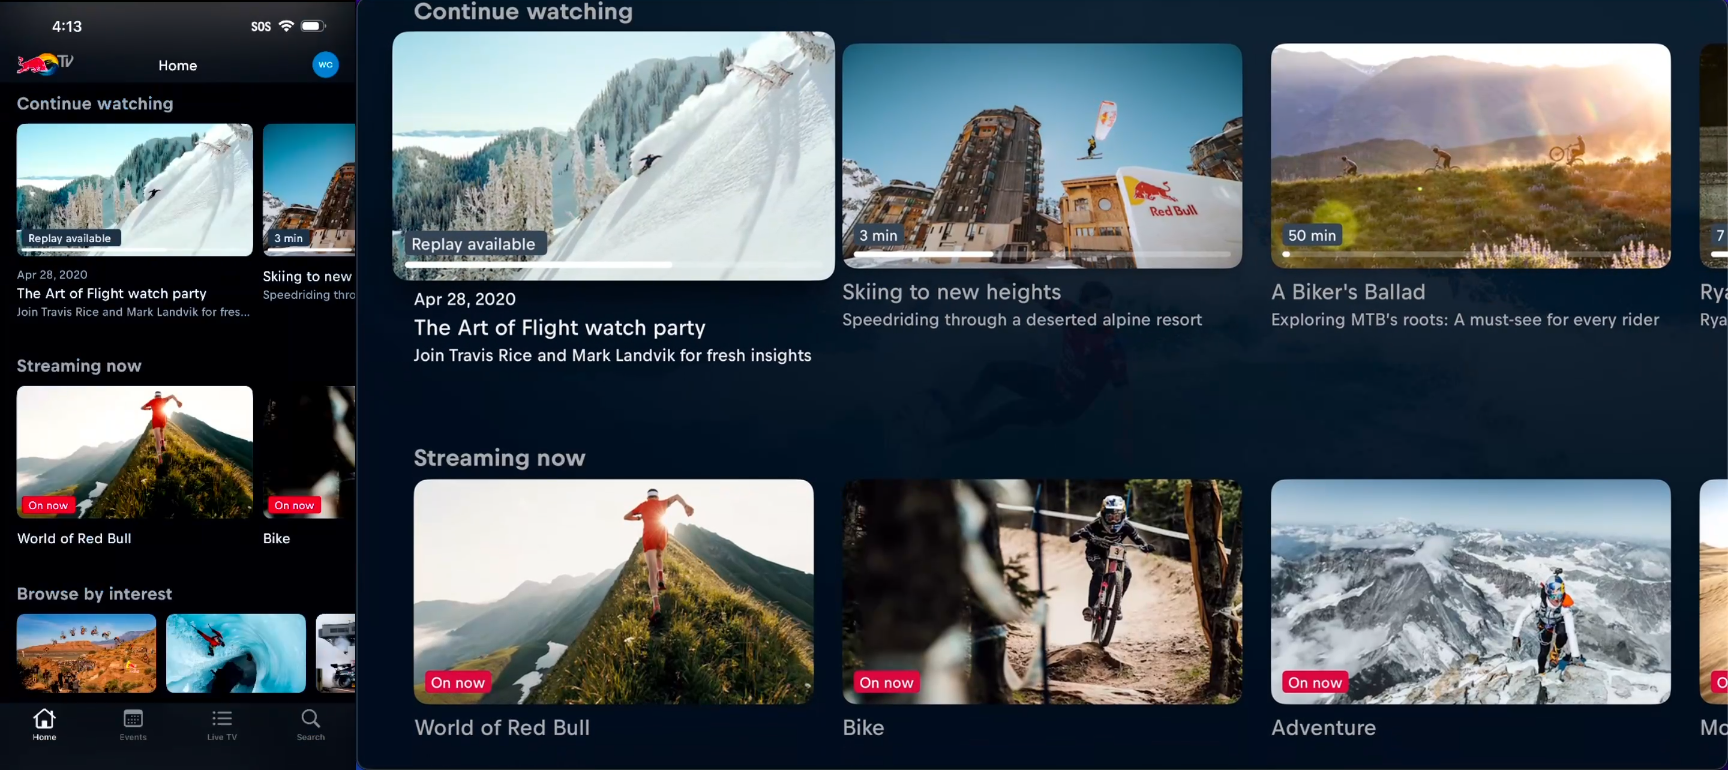 4:13
SOS
TV
Home
WC
Continue watching
Replay available
3 min
Apr 28, 2020
The Art of Flight watch party
Join Travis Rice and Mark Landvik for fres...
Skiing to new
Speedriding thro
Streaming now
On now
On now
World of Red Bull
Bike
Browse by interest
Home
Events
Live TV
Search
Continue watching
Replay available
Apr 28, 2020
The Art of Flight watch party
Join Travis Rice and Mark Landvik for fresh insights
Red Bull
3 min
Skiing to new heights
Speedriding through a deserted alpine resort
50 min
A Biker's Ballad
Exploring MTB's roots: A must-see for every rider
7
Rya
Rya
Streaming now
On now
World of Red Bull
On now
Bike
On now
Adventure
O
Mo